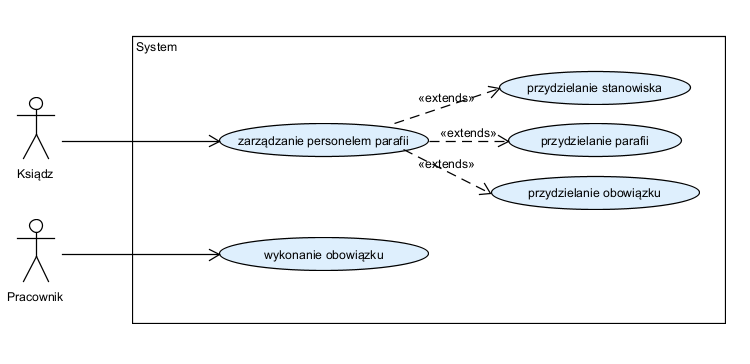 System
«extends»
przydzielanie stanowiska
zarządzanie personelem parafii
«extends»
przydzielanie parafii
«extends»
przydzielanie obowiązku
Ksiądz
wykonanie obowiązku
Pracownik